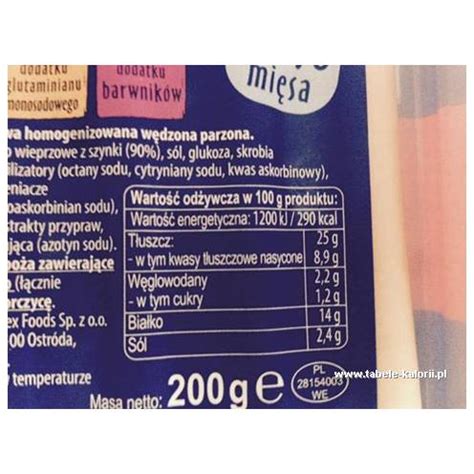 dodatku
glutaminianu
monosodowego
dodatku
barwników
mięsa
wa homogenizowana wędzona parzona.
o wieprzowe z szynki (90%), sól, glukoza, skrobia
ilizatory (octany sodu, cytryniany sodu, kwas askorbinowy),
eniacze
oaskorbinian sodu),
strakty przypraw,
jąca (azotyn sodu).
boża zawierające
o (łącznie
orczycę.
ex Foods Sp. z o.o.
00 Ostróda,
y temperaturze
Wartość odżywcza w 100 g produktu:
Wartość energetyczna: 1200 kJ / 290 kcal
Tłuszcz: 25 g
- w tym kwasy tłuszczowe nasycone 8,9 g
Węglowodany 2,2 g
- w tym cukry 1,2 g
Białko 14 g
Sól 2,4 g
Masa netto: 200 g e
PL
28154003
WE
www.tabele-kalorii.pl